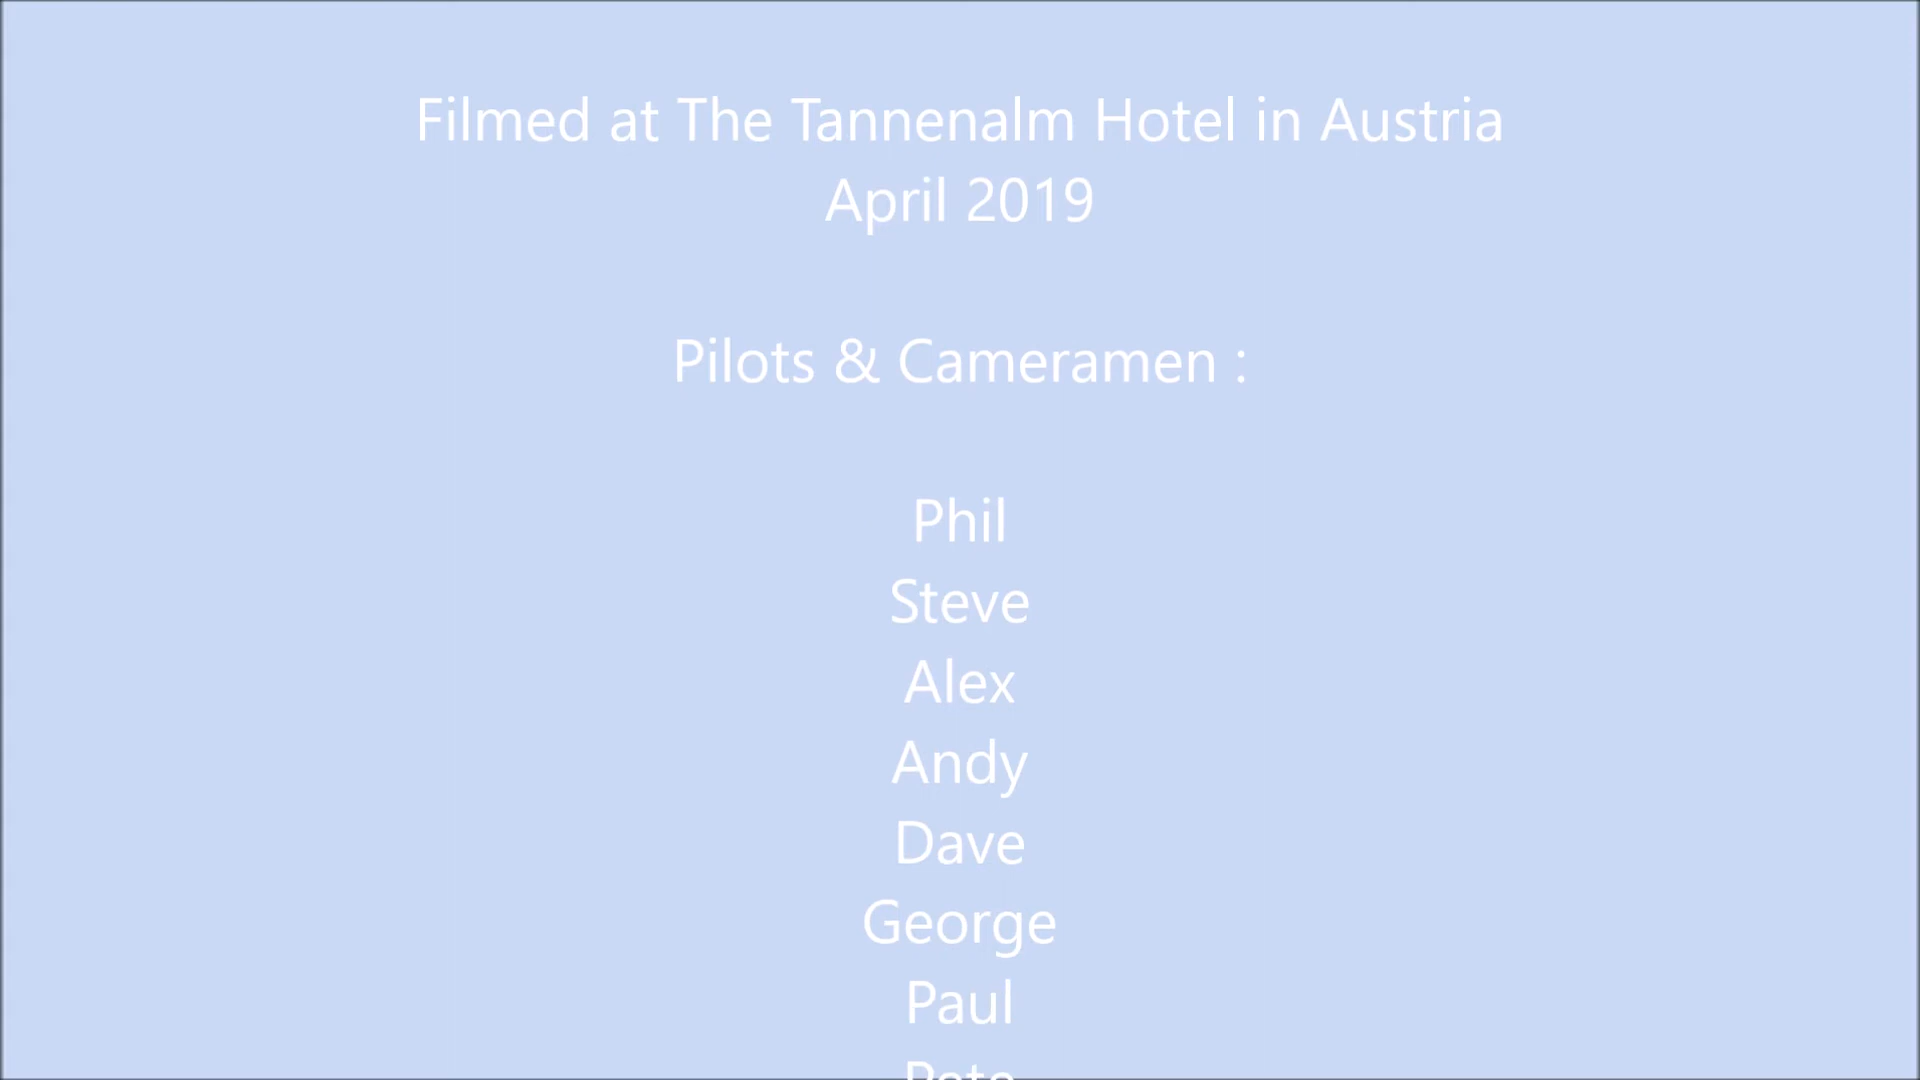 Filmed at The Tannenalm Hotel in Austria
April 2019
Pilots & Cameramen :
Phil
Steve
Alex
Andy
Dave
George
Paul